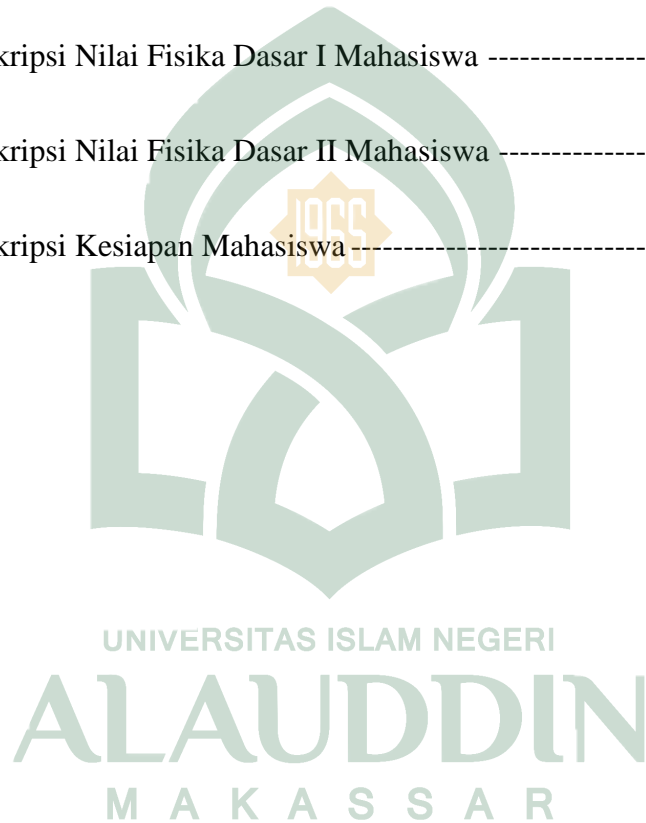 kripsi Nilai Fisika Dasar I Mahasiswa ---------------
kripsi Nilai Fisika Dasar II Mahasiswa --------------
kripsi Kesiapan Mahasiswa ----------------------------
1965
UNIVERSITAS ISLAM NEGERI
ALAUDDIN
MAKASSAR